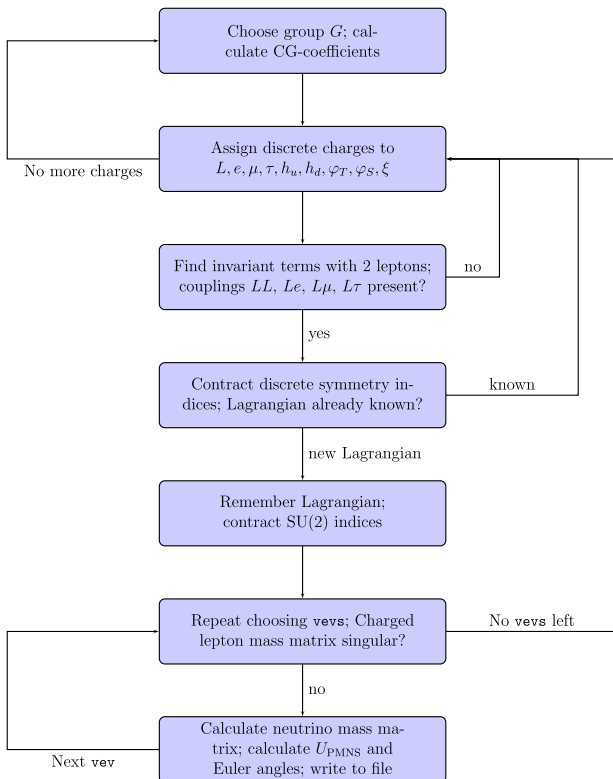 Choose group G; cal-
culate CG-coefficients
Assign discrete charges to
L, e, μ, τ, h_u, h_d, φ_T, φ_S, ξ
No more charges
Find invariant terms with 2 leptons;
couplings LL, Le, Lμ, Lτ present?
no
yes
Contract discrete symmetry in-
dices; Lagrangian already known?
known
new Lagrangian
Remember Lagrangian;
contract SU(2) indices
Repeat choosing vevs; Charged
lepton mass matrix singular?
No vevs left
no
Calculate neutrino mass ma-
trix; calculate U_PMNS and
Euler angles; write to file
Next vev